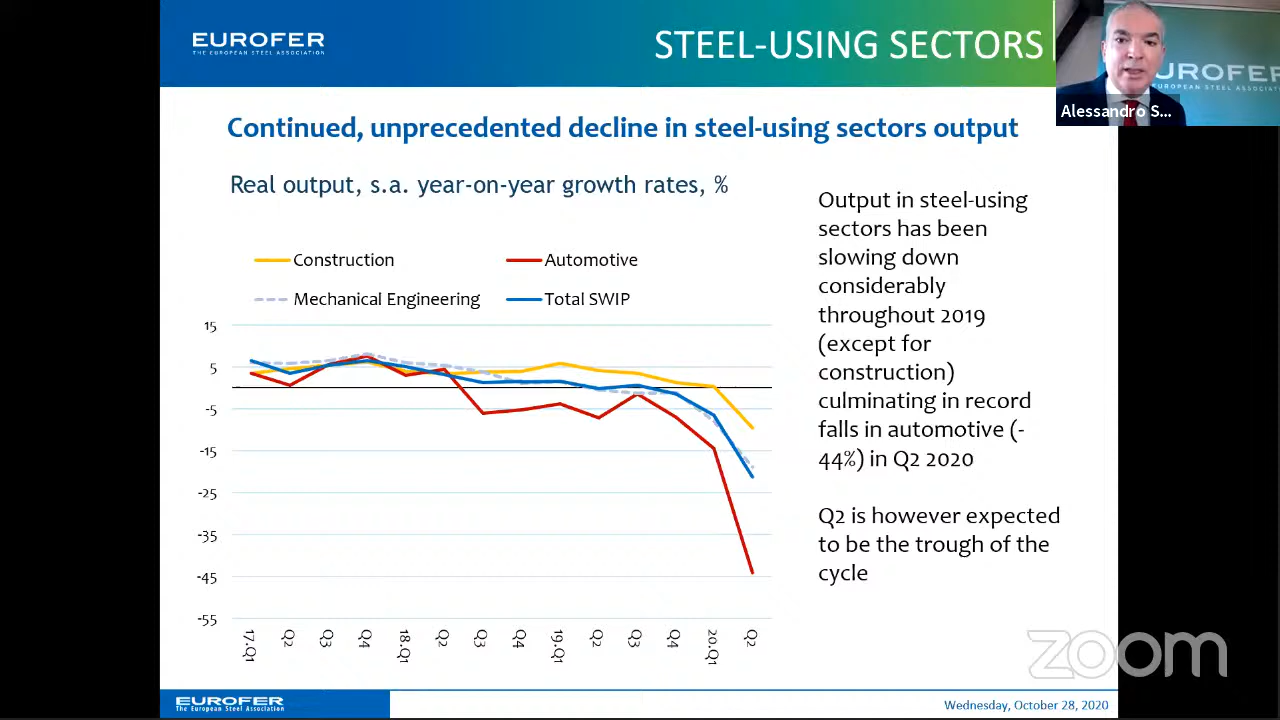 EUROFER
THE EUROPEAN STEEL ASSOCIATION
STEEL-USING SECTORS
UROFER
EUROPEAN STEEL ASSOCIA
Alessandro S...
Continued, unprecedented decline in steel-using sectors output
Real output, s.a. year-on-year growth rates, %
Construction
Automotive
Mechanical Engineering
Total SWIP
15
5
-5
-15
-25
-35
-45
-55
17.Q1
Q2
Q3
Q4
18.Q1
Q2
Q3
Q4
19.Q1
Q2
Q3
Q4
20.Q1
Q2
Output in steel-using
sectors has been
slowing down
considerably
throughout 2019
(except for
construction)
culminating in record
falls in automotive (-
44%) in Q2 2020
Q2 is however expected
to be the trough of the
cycle
zoom
EUROFER
The European Steel Association
Wednesday, October 28, 2020